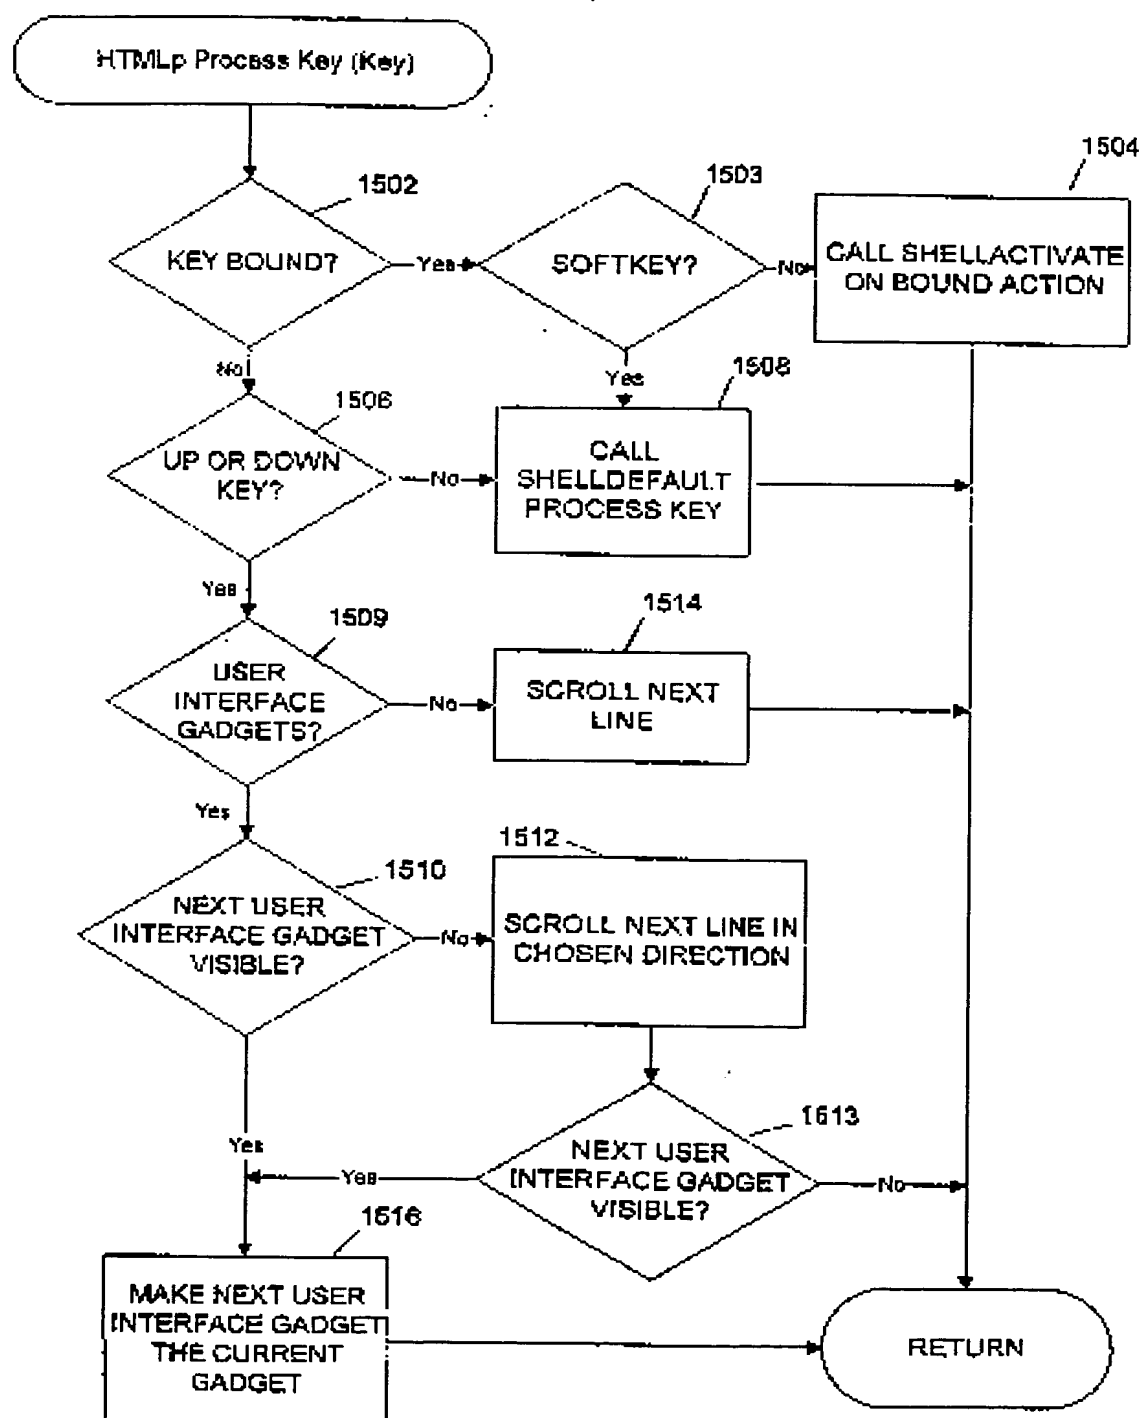 HTMLp Process Key (Key)
1502
1503
1504
KEY BOUND?
Yes
SOFTKEY?
No
CALL SHELLACTIVATE
ON BOUND ACTION
No
Yes
1506
1508
UP OR DOWN
KEY?
No
CALL
SHELLDEFAULT
PROCESS KEY
Yes
1509
1514
USER
INTERFACE
GADGETS?
No
SCROLL NEXT
LINE
Yes
1510
1512
NEXT USER
INTERFACE GADGET
VISIBLE?
No
SCROLL NEXT LINE IN
CHOSEN DIRECTION
1513
Yes
NEXT USER
INTERFACE GADGET
VISIBLE?
Yes
No
1516
MAKE NEXT USER
INTERFACE GADGET
THE CURRENT
GADGET
RETURN